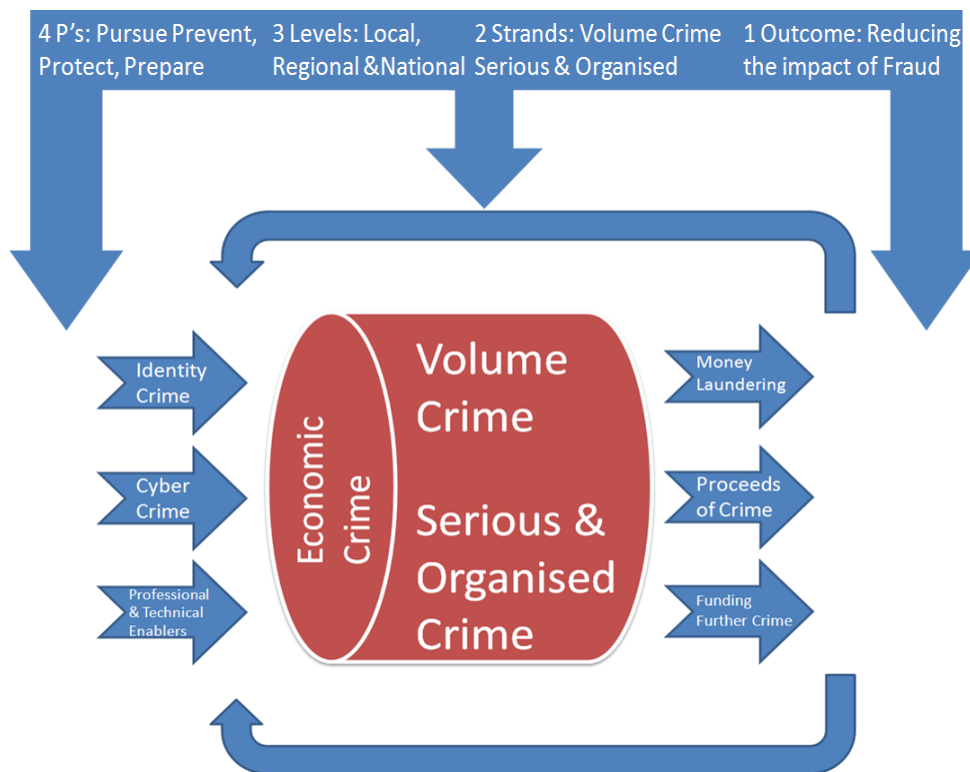 4 P's: Pursue Prevent,
Protect, Prepare
3 Levels: Local,
Regional &National
2 Strands: Volume Crime
Serious & Organised
1 Outcome: Reducing
the impact of Fraud
Identity
Crime
Cyber
Crime
Professional
& Technical
Enablers
Economic
Crime
Volume
Crime
Serious &
Organised
Crime
Money
Laundering
Proceeds
of Crime
Funding
Further Crime